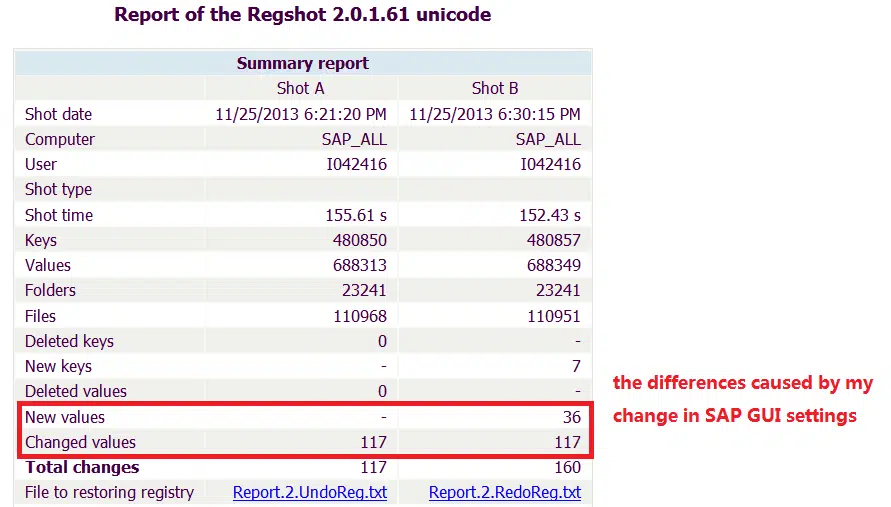 Report of the Regshot 2.0.1.61 unicode
Summary report
Shot A Shot B
Shot date 11/25/2013 6:21:20 PM 11/25/2013 6:30:15 PM
Computer SAP_ALL SAP_ALL
User I042416 I042416
Shot type
Shot time 155.61 s 152.43 s
Keys 480850 480857
Values 688313 688349
Folders 23241 23241
Files 110968 110951
Deleted keys 0 -
New keys - 7
Deleted values 0 -
New values - 36
Changed values 117 117
Total changes 117 160
File to restoring registry Report.2.UndoReg.txt Report.2.RedoReg.txt
the differences caused by my
change in SAP GUI settings